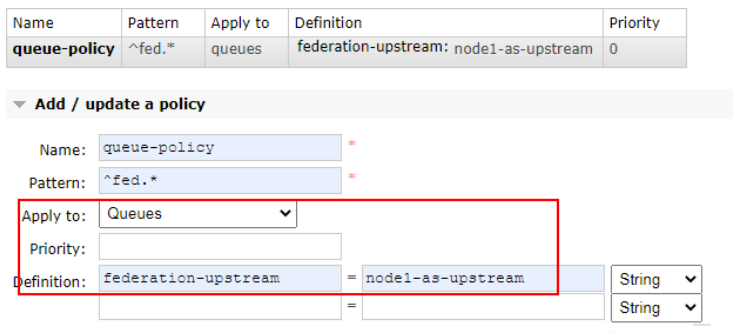 Name Pattern Apply to Definition Priority
queue-policy ^fed.* queues federation-upstream: node1-as-upstream 0
Add / update a policy
Name: queue-policy *
Pattern: ^fed.* *
Apply to: Queues
Priority:
Definition: federation-upstream = node1-as-upstream String
= String